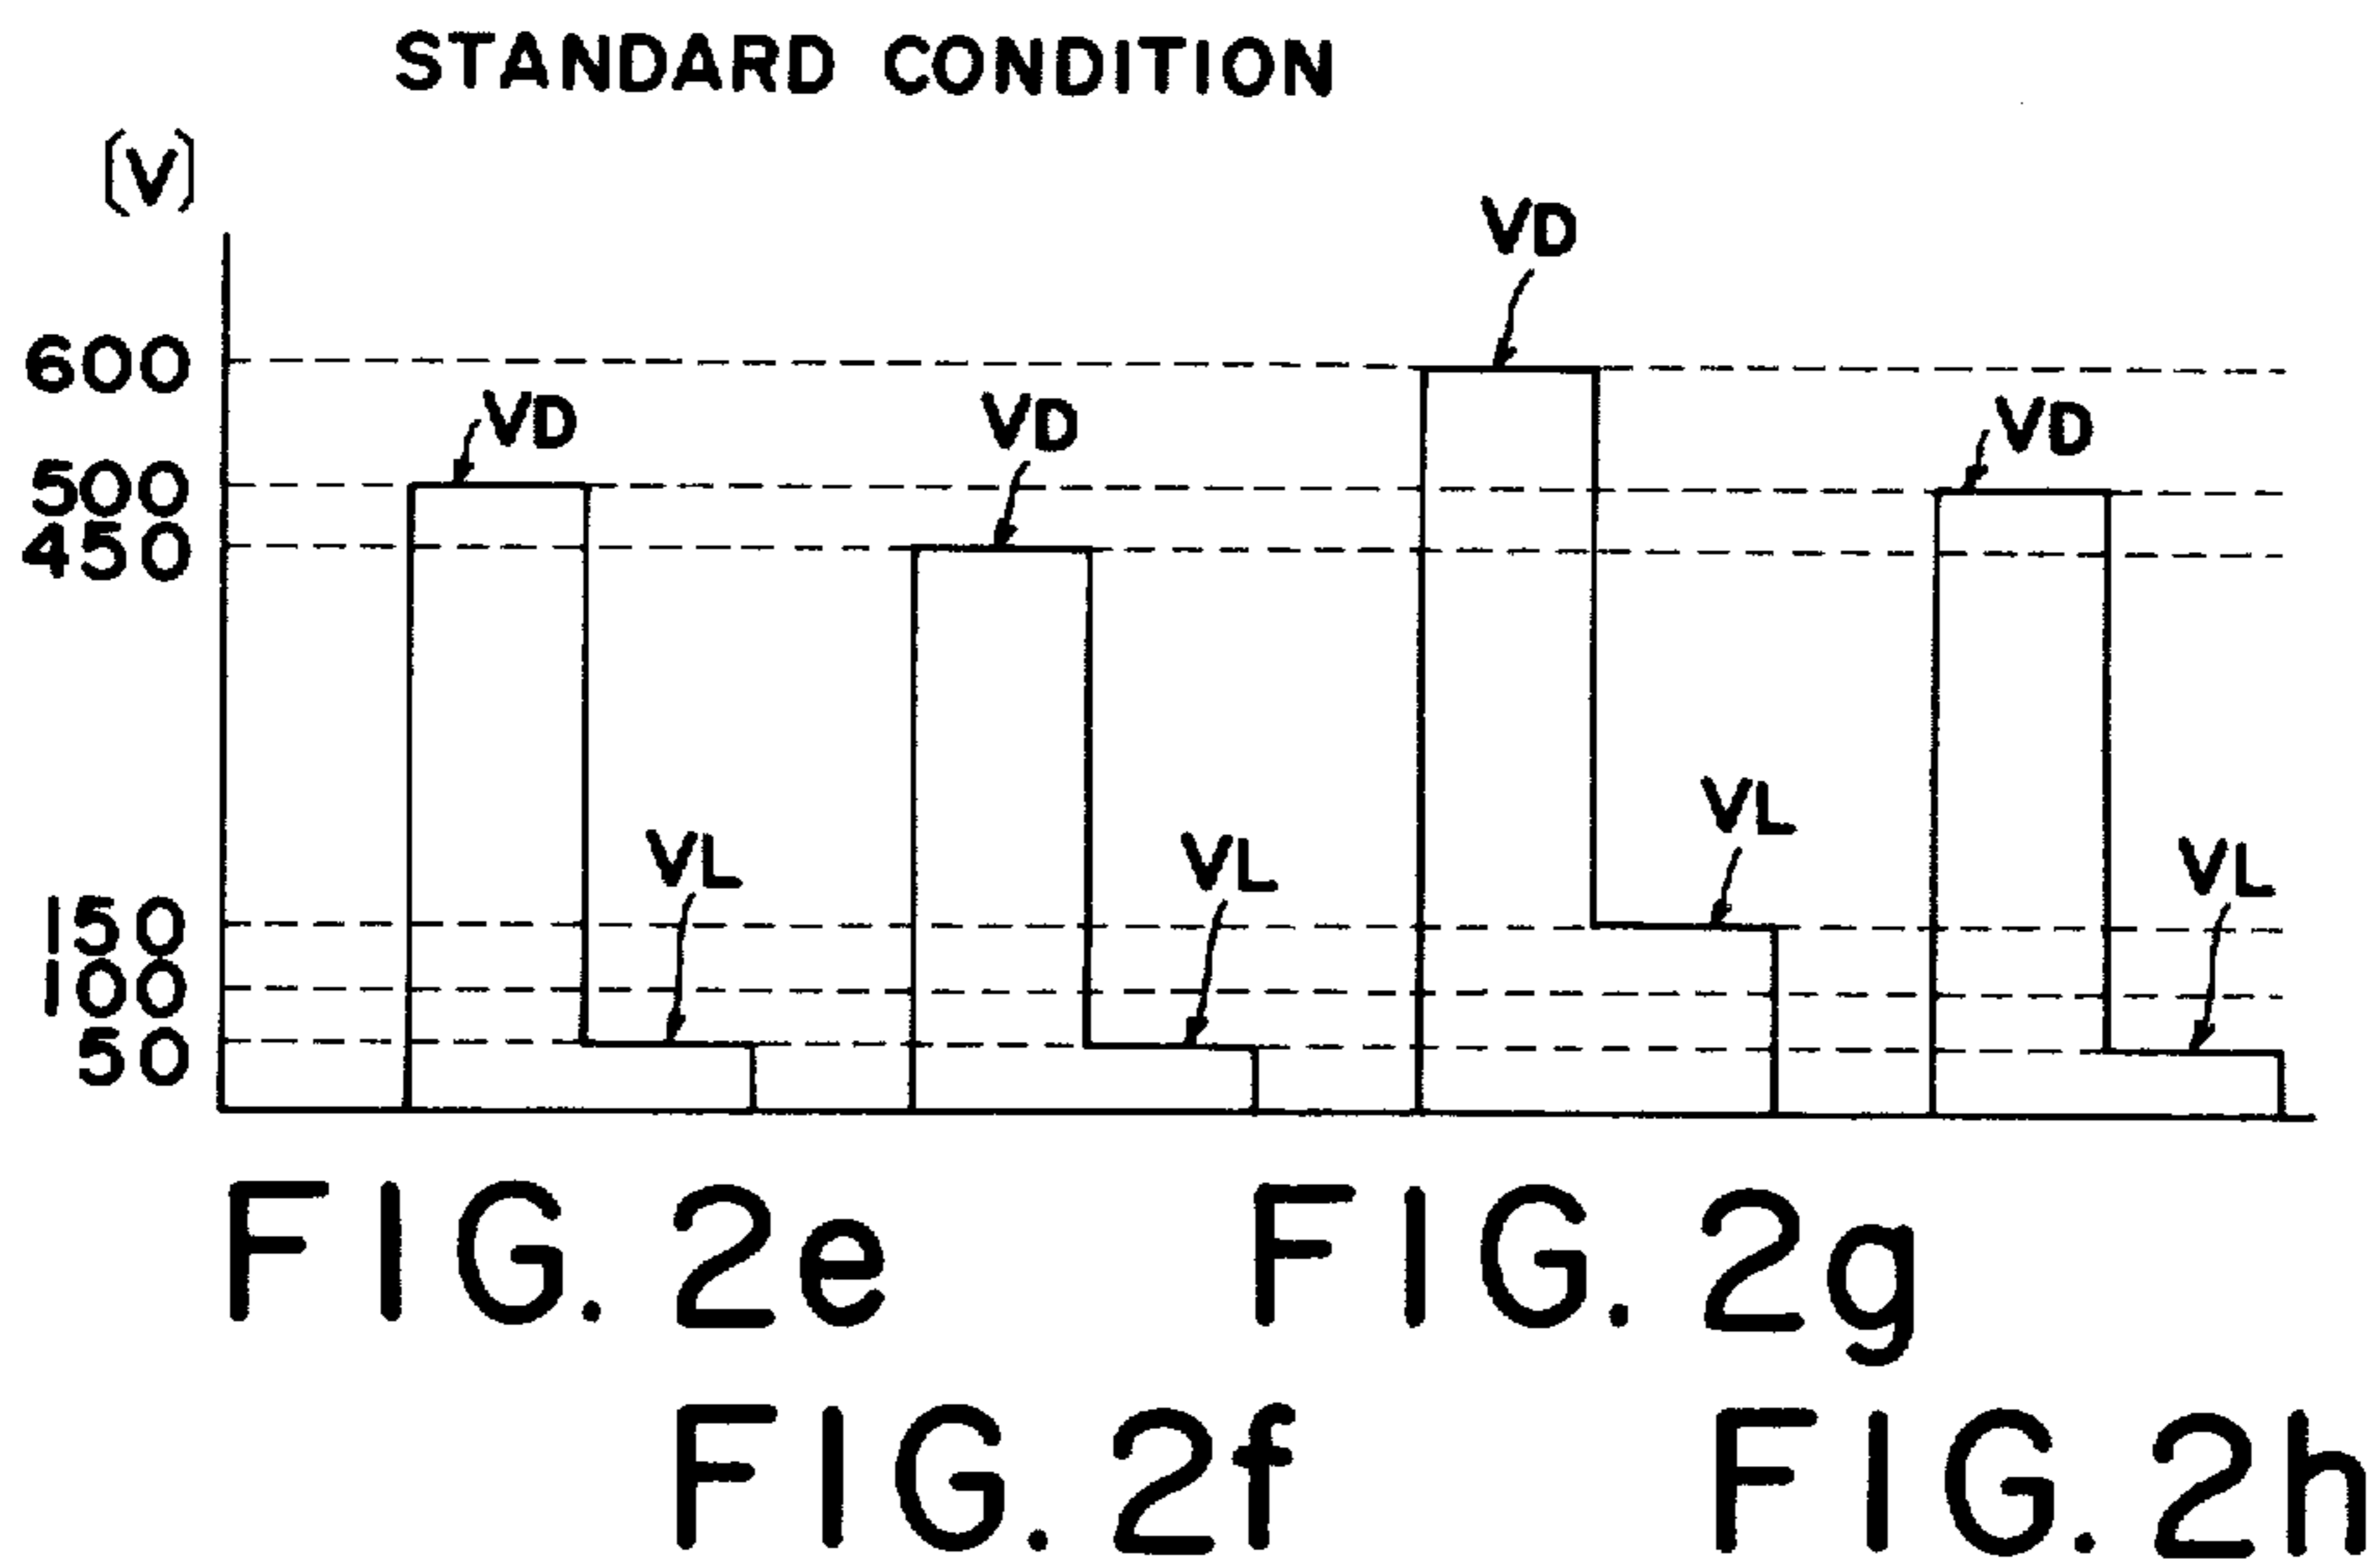 STANDARD CONDITION
(V)
VD
600
VD
VD
VD
500
450
VL
VL
VL
VL
150
100
50
FIG. 2e
FIG. 2g
FIG. 2f
FIG. 2h